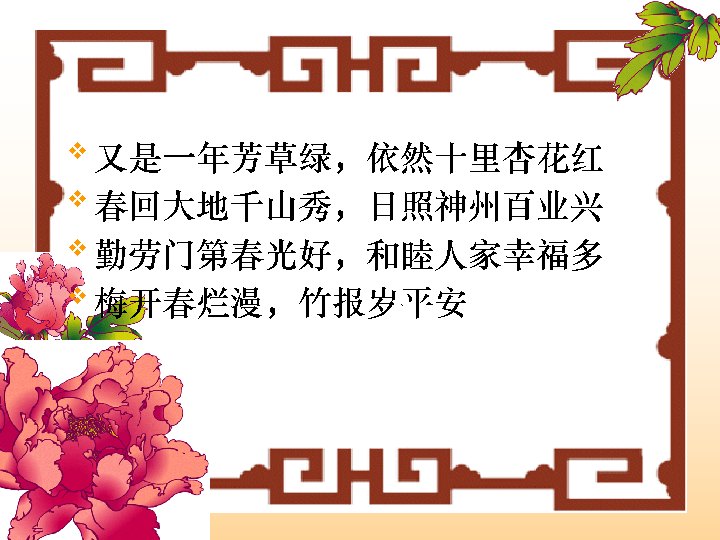 又是一年芳草绿，依然十里杏花红
春回大地千山秀，日照神州百业兴
勤劳门第春光好，和睦人家幸福多
梅开春烂漫，竹报岁平安